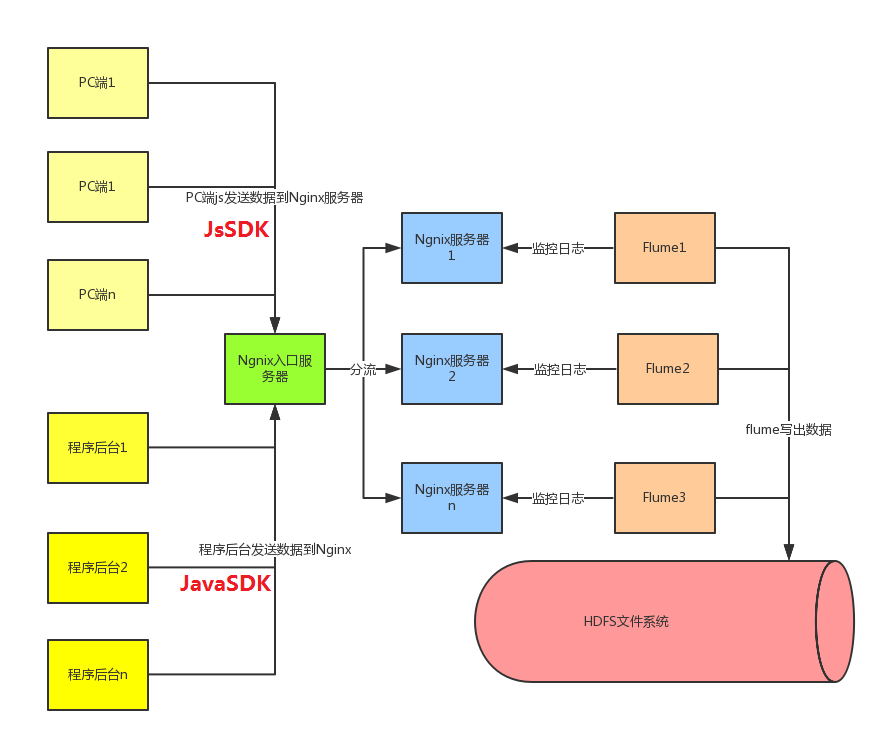 PC端1
PC端1
PC端js发送数据到Nginx服务器
JsSDK
PC端n
Ngnix入口服
务器
分流
Ngnix服务器
1
监控日志
Flume1
Nginx服务器
2
监控日志
Flume2
flume写出数据
Nginx服务器
n
监控日志
Flume3
程序后台1
程序后台发送数据到Nginx
程序后台2
JavaSDK
程序后台n
HDFS文件系统